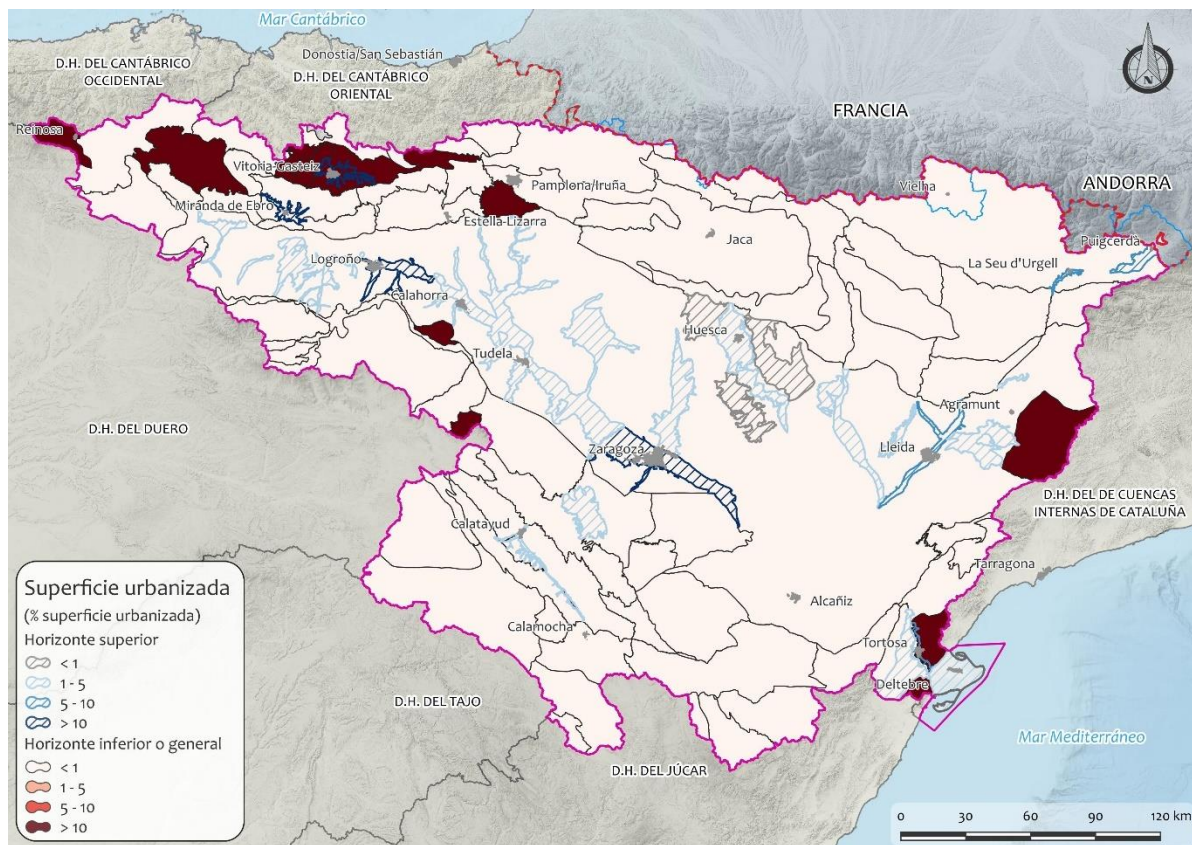 Mar Cantábrico
Donostia/San Sebastián
D.H. DEL CANTÁBRICO
OCCIDENTAL
D.H. DEL CANTÁBRICO
ORIENTAL
N
FRANCIA
Reinosa
Vitoria-Gasteiz
Pamplona/Iruña
Vielha
ANDORRA
Miranda de Ebro
Estella-Lizarra
Jaca
Puigcerdà
La Seu d'Urgell
Logroño
Calahorra
Huesca
Tudela
Agramunt
D.H. DEL DUERO
Zaragoza
Lleida
D.H. DEL DE CUENCAS
INTERNAS DE CATALUÑA
Calatayud
Tarragona
Alcañiz
Calamocha
Tortosa
Deltebre
D.H. DEL TAJO
Mar Mediterráneo
D.H. DEL JÚCAR
Superficie urbanizada
(% superficie urbanizada)
Horizonte superior
< 1
1 - 5
5 - 10
> 10
Horizonte inferior o general
< 1
1 - 5
5 - 10
> 10
0 30 60 90 120 km